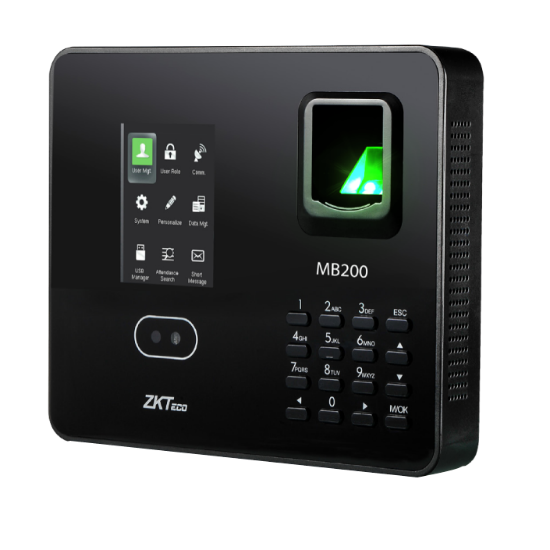 User Mgt.
User Role
Comm.
System
Personalize
Data Mgt.
USB
Manager
Attendance
Search
Short
Message
MB200
1
2ABC
3DEF
ESC
4GHI
5JKL
6MNO
7PQRS
8TUV
9WXYZ
0
M/OK
ZKTECO